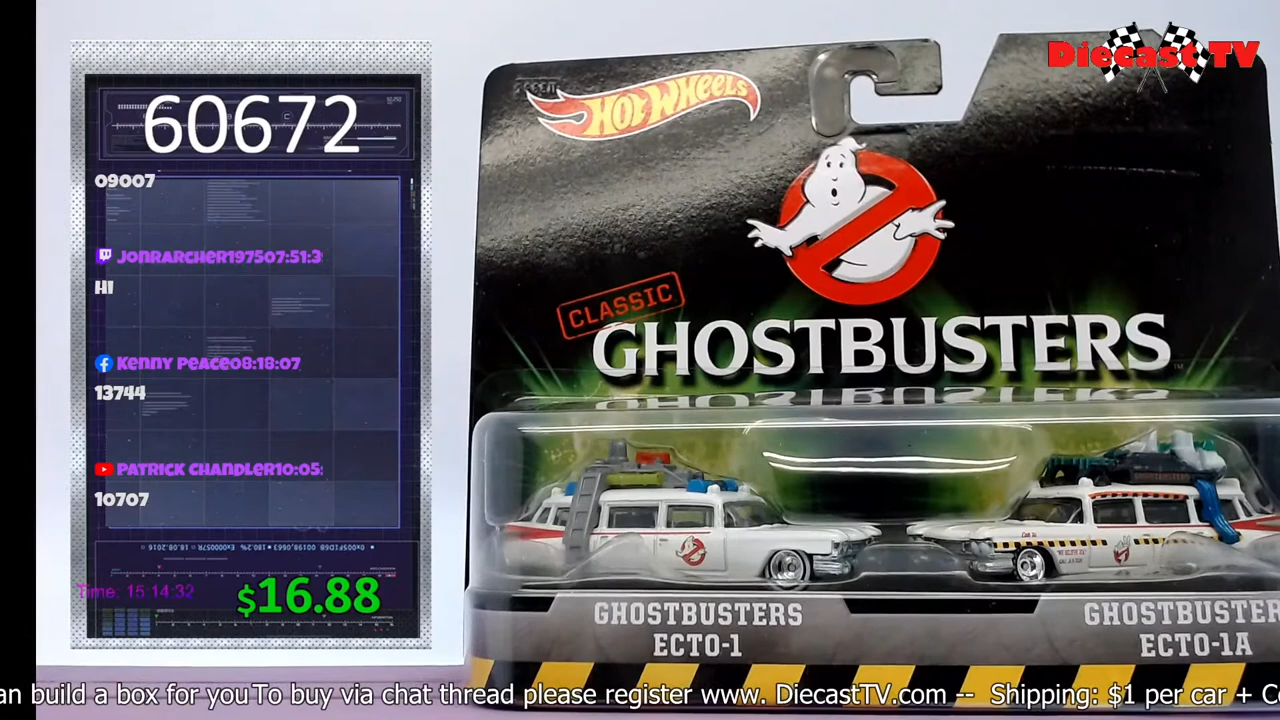 Diecast TV
60672
09007
JONRARCHER197507:51:3
HI
KENNY PEACE08:18:07
13744
PATRICK CHANDLER10:05:
10707
Time: 15:14:32
$16.88
HOT WHEELS
CLASSIC
GHOSTBUSTERS
GHOSTBUSTERS
ECTO-1
GHOSTBUSTER
ECTO-1A
an build a box for you To buy via chat thread please register www. DiecastTV.com -- Shipping: $1 per car + C